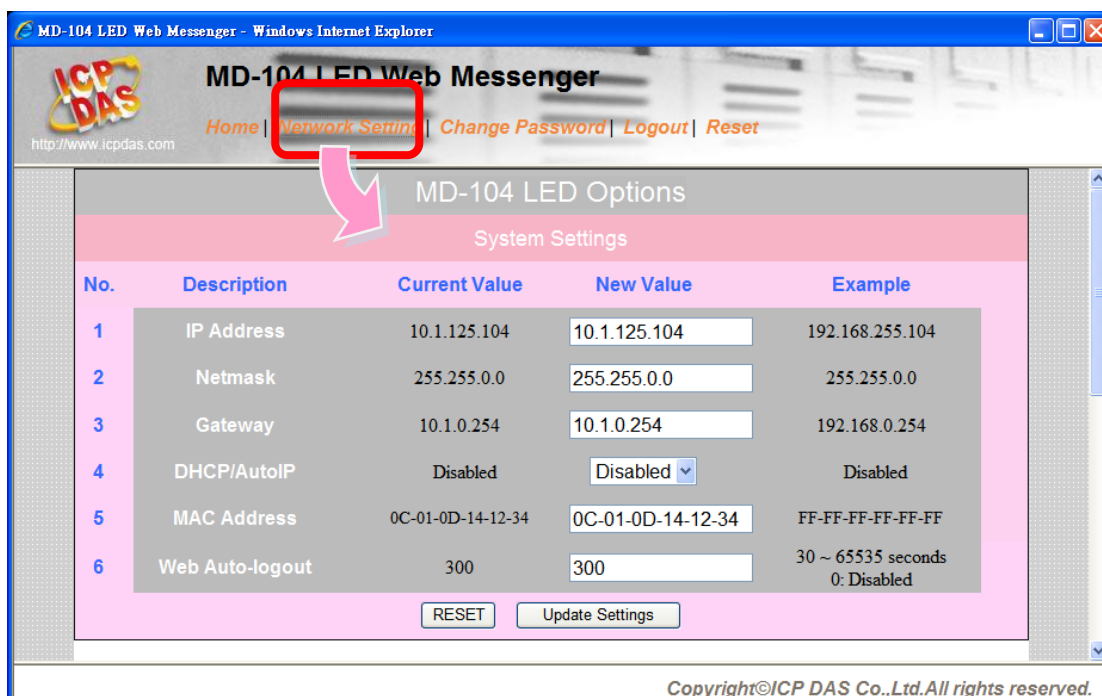 MD-104 LED Web Messenger - Windows Internet Explorer
ICP DAS
http://www.icpdas.com
MD-104 LED Web Messenger
Home | Network Setting | Change Password | Logout | Reset
MD-104 LED Options
System Settings
No. Description Current Value New Value Example
1 IP Address 10.1.125.104 10.1.125.104 192.168.255.104
2 Netmask 255.255.0.0 255.255.0.0 255.255.0.0
3 Gateway 10.1.0.254 10.1.0.254 192.168.0.254
4 DHCP/AutoIP Disabled Disabled Disabled
5 MAC Address 0C-01-0D-14-12-34 0C-01-0D-14-12-34 FF-FF-FF-FF-FF-FF
6 Web Auto-logout 300 300 30 ~ 65535 seconds
0: Disabled
RESET Update Settings
Copyright©ICP DAS Co.,Ltd.All rights reserved.